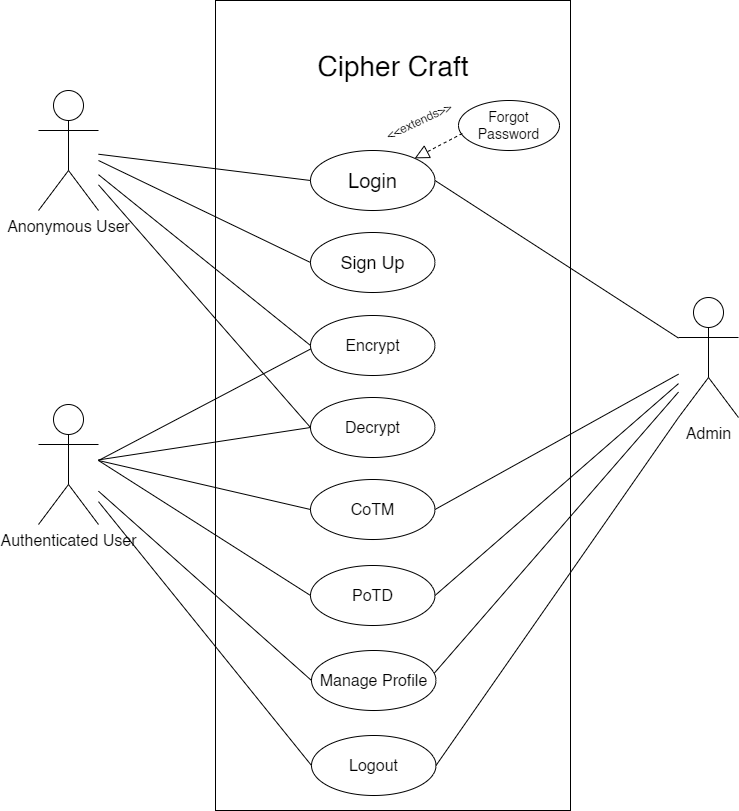 Cipher Craft
<<extends>>
Forgot
Password
Login
Anonymous User
Sign Up
Encrypt
Decrypt
Admin
CoTM
Authenticated User
PoTD
Manage Profile
Logout